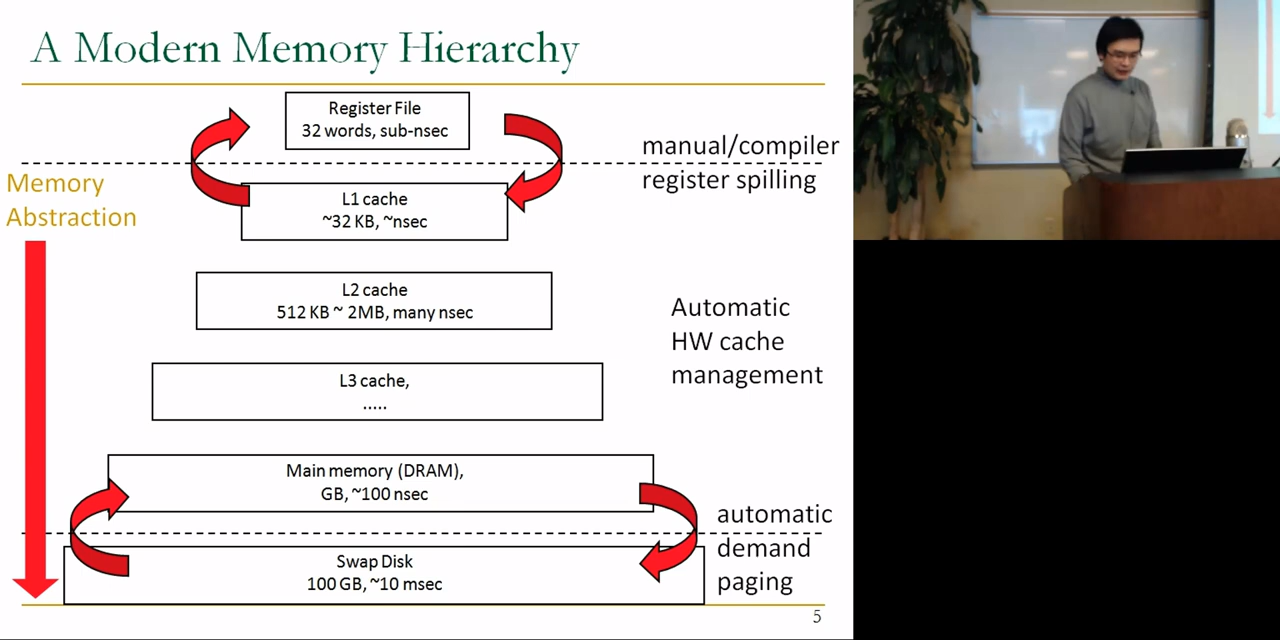 A Modern Memory Hierarchy
Register File
32 words, sub-nsec
manual/compiler
register spilling
Memory
Abstraction
L1 cache
~32 KB, ~nsec
L2 cache
512 KB ~ 2MB, many nsec
Automatic
HW cache
management
L3 cache,
.....
Main memory (DRAM),
GB, ~100 nsec
automatic
demand
paging
Swap Disk
100 GB, ~10 msec
5